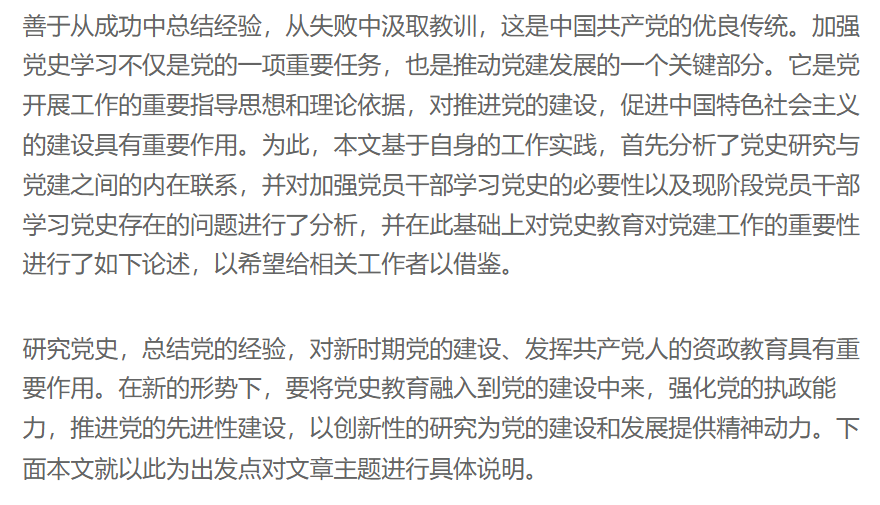 善于从成功中总结经验，从失败中汲取教训，这是中国共产党的优良传统。加强
党史学习不仅是党的一项重要任务，也是推动党建发展的一个关键部分。它是党
开展工作的重要指导思想和理论依据，对推进党的建设，促进中国特色社会主义
的建设具有重要作用。为此，本文基于自身的工作实践，首先分析了党史研究与
党建之间的内在联系，并对加强党员干部学习党史的必要性以及现阶段党员干部
学习党史存在的问题进行了分析，并在此基础上对党史教育对党建工作的重要性
进行了如下论述，以希望给相关工作者以借鉴。
研究党史，总结党的经验，对新时期党的建设、发挥共产党人的资政教育具有重
要作用。在新的形势下，要将党史教育融入到党的建设中来，强化党的执政能
力，推进党的先进性建设，以创新性的研究为党的建设和发展提供精神动力。下
面本文就以此为出发点对文章主题进行具体说明。